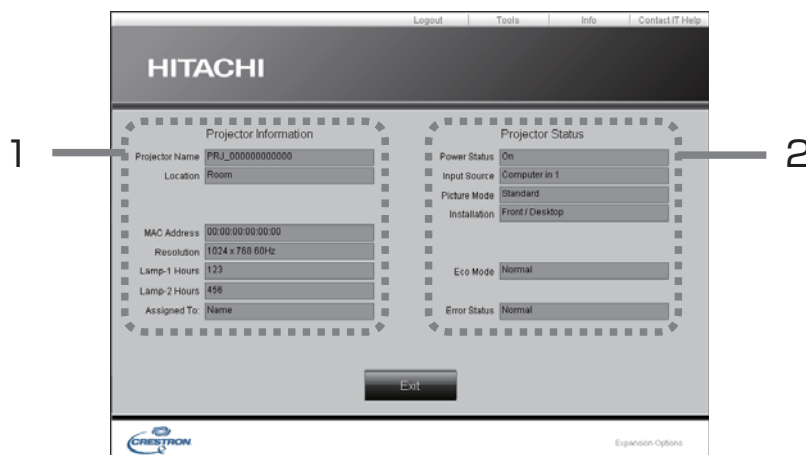 Logout Tools Info Contact IT Help
HITACHI
1
Projector Information
Projector Name PRJ_000000000000
Location Room
MAC Address 00:00:00:00:00:00
Resolution 1024 x 768 60Hz
Lamp-1 Hours 123
Lamp-2 Hours 456
Assigned To: Name
Projector Status
Power Status On
Input Source Computer in 1
Picture Mode Standard
Installation Front / Desktop
Eco Mode Normal
Error Status Normal
2
Exit
CRESTRON
Expansion Options